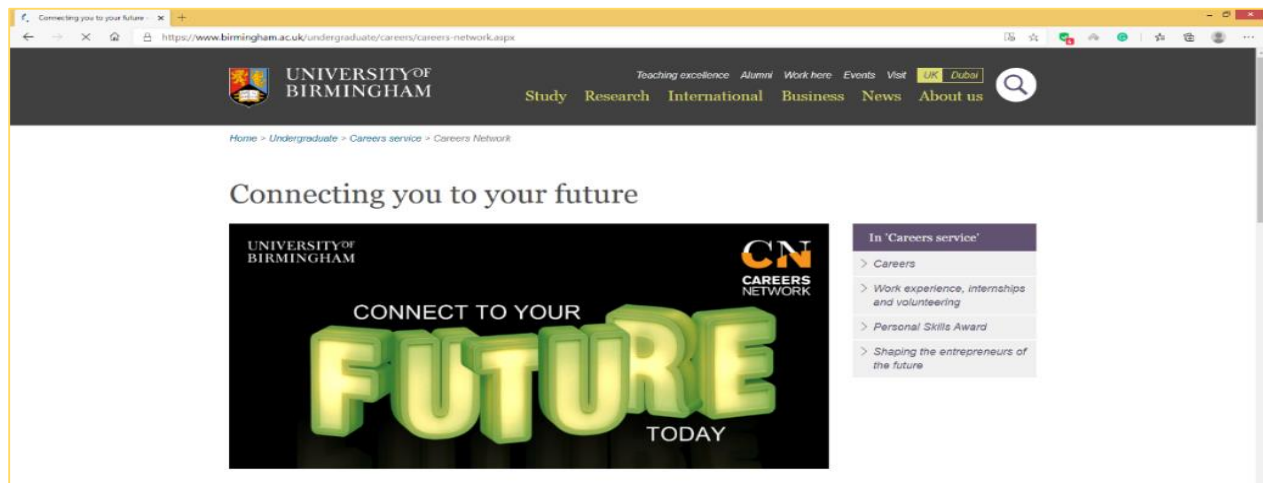 Connecting you to your future -
https://www.birmingham.ac.uk/undergraduate/careers/careers-network.aspx
UNIVERSITY OF
BIRMINGHAM
Teaching excellence Alumni Work here Events Visit UK Dubai
Study Research International Business News About us
Home > Undergraduate > Careers service > Careers Network
Connecting you to your future
UNIVERSITY OF
BIRMINGHAM
CN
CAREERS
NETWORK
CONNECT TO YOUR
FUTURE
TODAY
In 'Careers service'
> Careers
> Work experience, internships
and volunteering
> Personal Skills Award
> Shaping the entrepreneurs of
the future